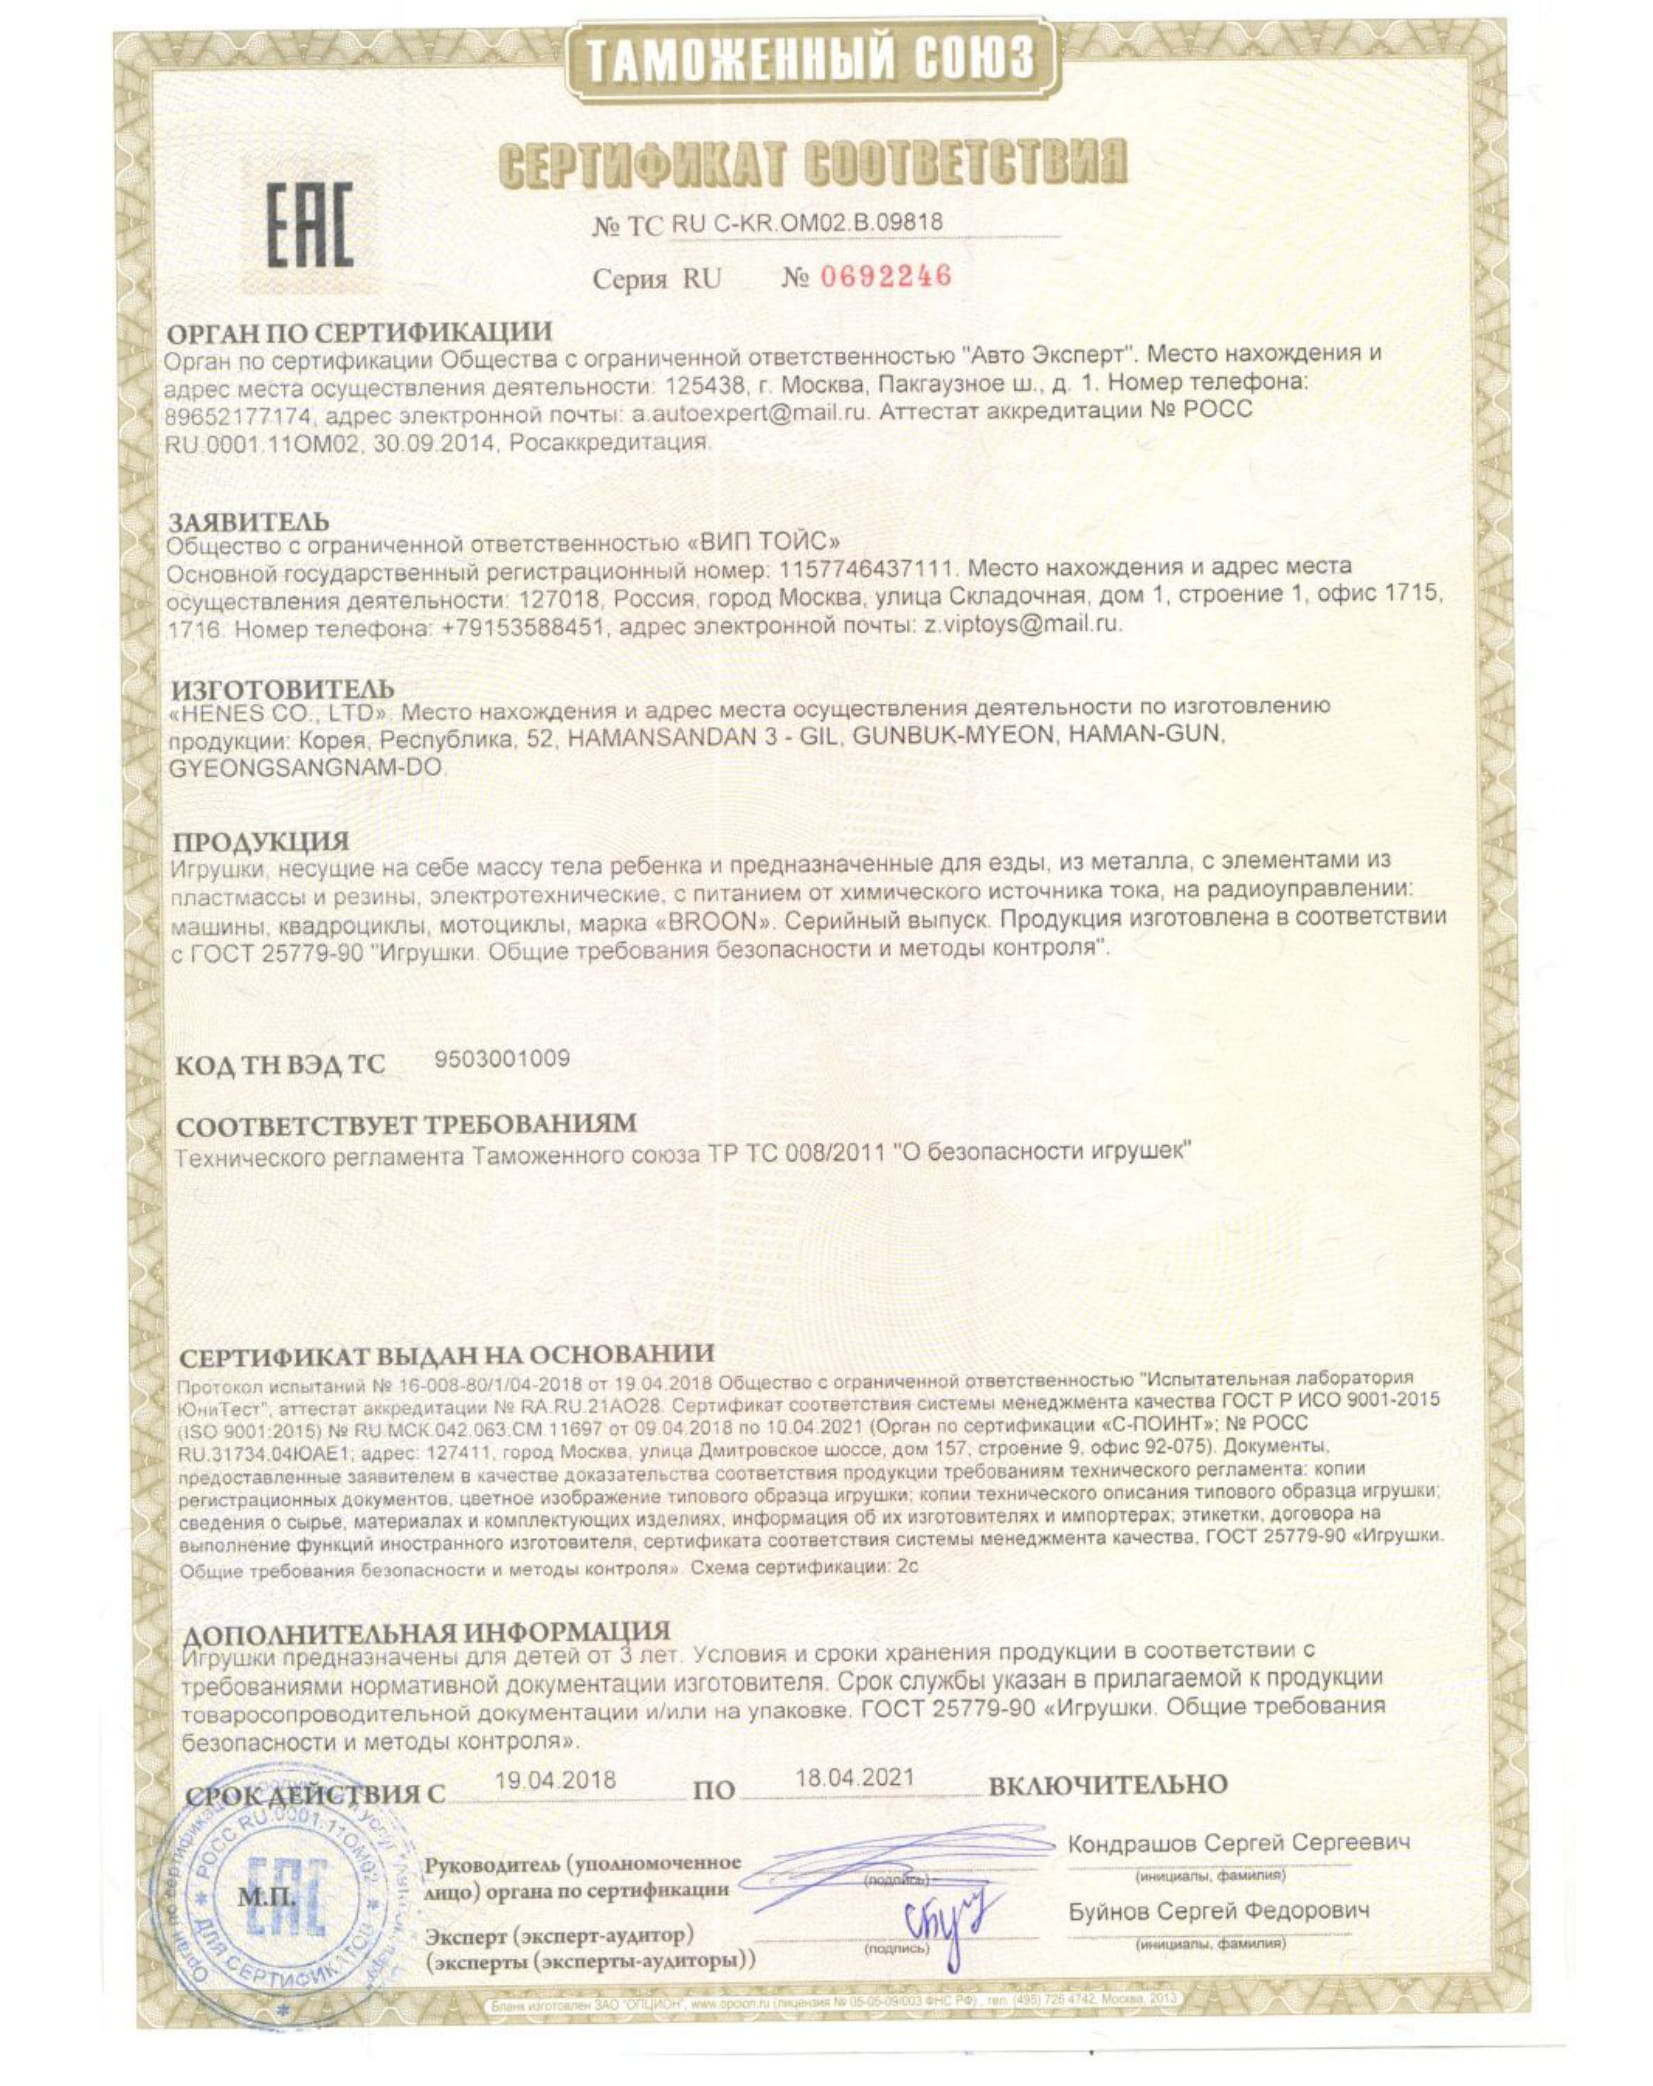 ТАМОЖЕННЫЙ СОЮЗ
СЕРТИФИКАТ СООТВЕТСТВИЯ
ЕАС
№ ТС RU C-KR.OM02.B.09818
Серия RU № 0692246
ОРГАН ПО СЕРТИФИКАЦИИ
Орган по сертификации Общества с ограниченной ответственностью "Авто Эксперт". Место нахождения и
адрес места осуществления деятельности: 125438, г. Москва, Пакгаузное ш., д. 1. Номер телефона:
89652177174, адрес электронной почты: a.autoexpert@mail.ru. Аттестат аккредитации № РОСС
RU.0001.11ОМ02, 30.09.2014, Росаккредитация.
ЗАЯВИТЕЛЬ
Общество с ограниченной ответственностью «ВИП ТОЙС»
Основной государственный регистрационный номер: 1157746437111. Место нахождения и адрес места
осуществления деятельности: 127018, Россия, город Москва, улица Складочная, дом 1, строение 1, офис 1715,
1716. Номер телефона: +79153588451, адрес электронной почты: z.viptoys@mail.ru.
ИЗГОТОВИТЕЛЬ
«HENES CO., LTD». Место нахождения и адрес места осуществления деятельности по изготовлению
продукции: Корея, Республика, 52, HAMANSANDAN 3 - GIL, GUNBUK-MYEON, HAMAN-GUN,
GYEONGSANGNAM-DO.
ПРОДУКЦИЯ
Игрушки, несущие на себе массу тела ребенка и предназначенные для езды, из металла, с элементами из
пластмассы и резины, электротехнические, с питанием от химического источника тока, на радиоуправлении:
машины, квадроциклы, мотоциклы, марка «BROON». Серийный выпуск. Продукция изготовлена в соответствии
с ГОСТ 25779-90 "Игрушки. Общие требования безопасности и методы контроля".
КОД ТН ВЭД ТС 9503001009
СООТВЕТСТВУЕТ ТРЕБОВАНИЯМ
Технического регламента Таможенного союза ТР ТС 008/2011 "О безопасности игрушек"
СЕРТИФИКАТ ВЫДАН НА ОСНОВАНИИ
Протокол испытаний № 16-008-80/1/04-2018 от 19.04.2018 Общество с ограниченной ответственностью "Испытательная лаборатория
ЮниТест", аттестат аккредитации № RA.RU.21АО28. Сертификат соответствия системы менеджмента качества ГОСТ Р ИСО 9001-2015
(ISO 9001:2015) № RU.МСК.042.063.СМ.11697 от 09.04.2018 по 10.04.2021 (Орган по сертификации «С-ПОИНТ»; № РОСС
RU.31734.04ЮАЕ1; адрес: 127411, город Москва, улица Дмитровское шоссе, дом 157, строение 9, офис 92-075). Документы,
предоставленные заявителем в качестве доказательства соответствия продукции требованиям технического регламента: копии
регистрационных документов, цветное изображение типового образца игрушки; копии технического описания типового образца игрушки;
сведения о сырье, материалах и комплектующих изделиях, информация об их изготовителях и импортерах; этикетки, договора на
выполнение функций иностранного изготовителя, сертификата соответствия системы менеджмента качества, ГОСТ 25779-90 «Игрушки.
Общие требования безопасности и методы контроля». Схема сертификации: 2с
ДОПОЛНИТЕЛЬНАЯ ИНФОРМАЦИЯ
Игрушки предназначены для детей от 3 лет. Условия и сроки хранения продукции в соответствии с
требованиями нормативной документации изготовителя. Срок службы указан в прилагаемой к продукции
товаросопроводительной документации и/или на упаковке. ГОСТ 25779-90 «Игрушки. Общие требования
безопасности и методы контроля».
СРОК ДЕЙСТВИЯ С 19.04.2018 ПО 18.04.2021 ВКЛЮЧИТЕЛЬНО
М.П.
РОСС RU.0001.11ОМ02
ДЛЯ СЕРТИФИКАТОВ
ЕАС
Руководитель (уполномоченное
лицо) органа по сертификации
(подпись)
Кондрашов Сергей Сергеевич
(инициалы, фамилия)
Эксперт (эксперт-аудитор)
(эксперты (эксперты-аудиторы))
(подпись)
Буйнов Сергей Федорович
(инициалы, фамилия)
Бланк изготовлен ЗАО "ОПЦИОН", www.opcion.ru (лицензия № 05-05-09/003 ФНС РФ), тел. (495) 726 4742, Москва, 2013